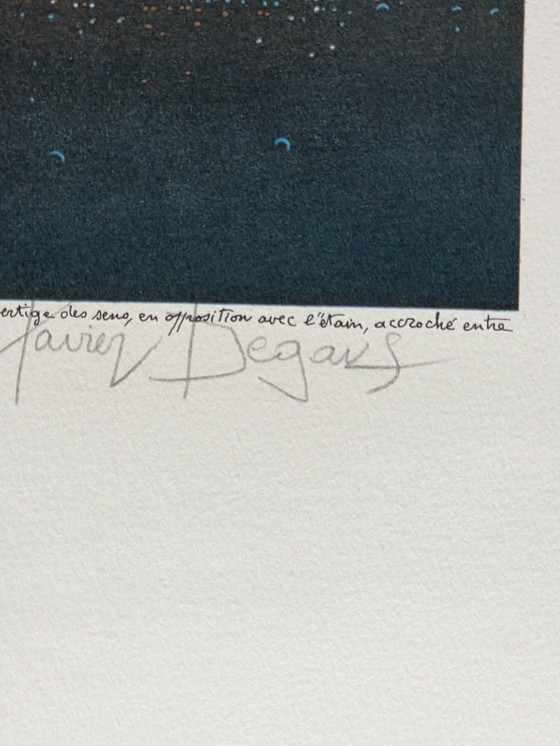 ertige des sens, en opposition avec l'étain, accroché entre
Xavier Degans